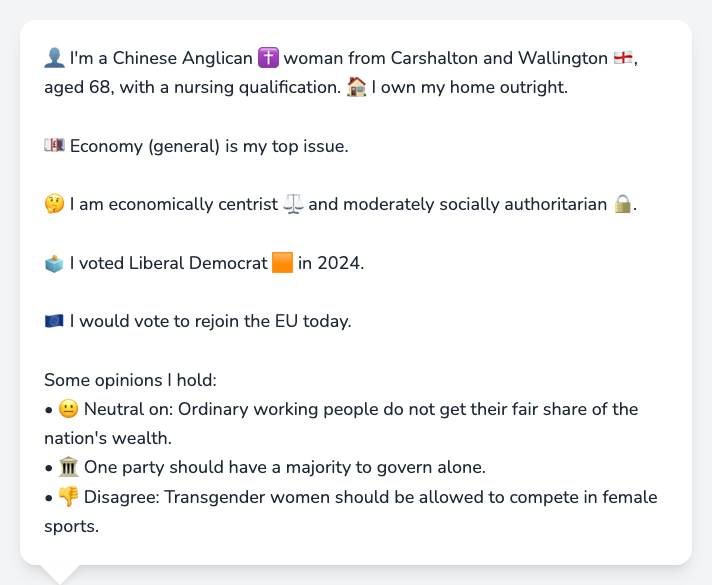 👤 I'm a Chinese Anglican ✝️ woman from Carshalton and Wallington 🏴󠁧󠁢󠁥󠁮󠁧󠁿,
aged 68, with a nursing qualification. 🏠 I own my home outright.
💷 Economy (general) is my top issue.
🤔 I am economically centrist ⚖️ and moderately socially authoritarian 🔒.
🗳️ I voted Liberal Democrat 🟧 in 2024.
🇪🇺 I would vote to rejoin the EU today.
Some opinions I hold:
• 😐 Neutral on: Ordinary working people do not get their fair share of the
nation's wealth.
• 🏛️ One party should have a majority to govern alone.
• 👎 Disagree: Transgender women should be allowed to compete in female
sports.